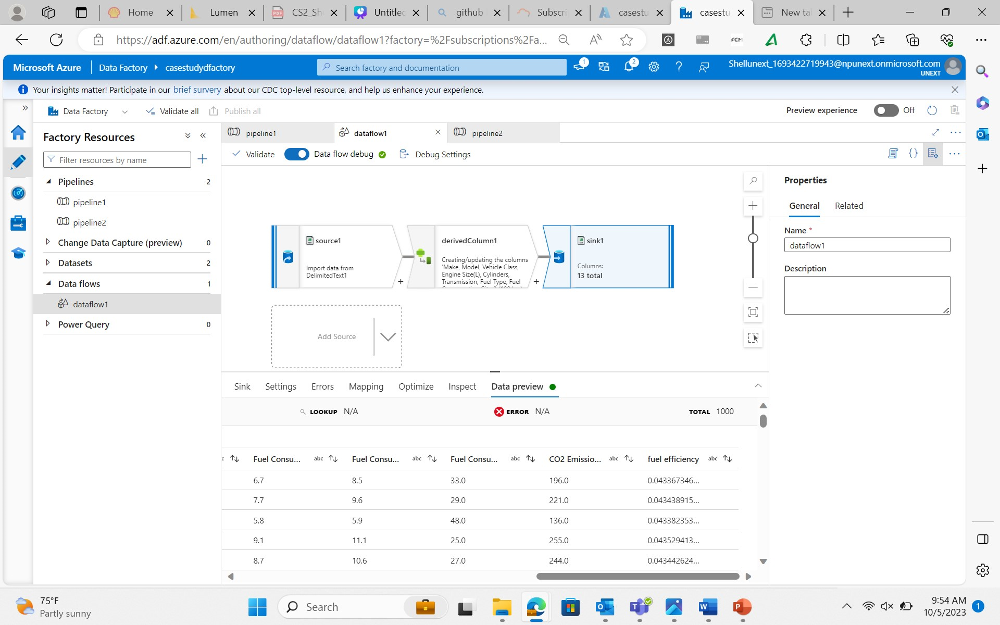 Home
Lumen
CS2_Sh
Untitled
github
Subscri
casestu
casestu
New ta
https://adf.azure.com/en/authoring/dataflow/dataflow1?factory=%2Fsubscriptions%2Fa...
FCM
Microsoft Azure
Data Factory
casestudydfactory
Search factory and documentation
1
2
?
Shellunext_1693422719943@npunext.onmicrosoft.com
UNEXT
Your insights matter! Participate in our brief survery about our CDC top-level resource, and help us enhance your experience.
Data Factory
Validate all
Publish all
Preview experience
Off
Factory Resources
Filter resources by name
Pipelines 2
pipeline1
pipeline2
Change Data Capture (preview) 0
Datasets 2
Data flows 1
dataflow1
Power Query 0
pipeline1
dataflow1
pipeline2
Validate
Data flow debug
Debug Settings
source1
Import data from
DelimitedText1
+
derivedColumn1
Creating/updating the columns
'Make, Model, Vehicle Class,
Engine Size(L), Cylinders,
Transmission, Fuel Type, Fuel
+
sink1
Columns:
13 total
Add Source
Properties
General Related
Name *
dataflow1
Description
Sink Settings Errors Mapping Optimize Inspect Data preview
LOOKUP N/A ERROR N/A TOTAL 1000
c Fuel Consu... abc Fuel Consu... abc Fuel Consu... abc CO2 Emissio... abc fuel efficiency abc
6.7 8.5 33.0 196.0 0.043367346...
7.7 9.6 29.0 221.0 0.043438915...
5.8 5.9 48.0 136.0 0.043382353...
9.1 11.1 25.0 255.0 0.043529413...
8.7 10.6 27.0 244.0 0.043442624...
75°F
Partly sunny
Search
9:54 AM
10/5/2023
1